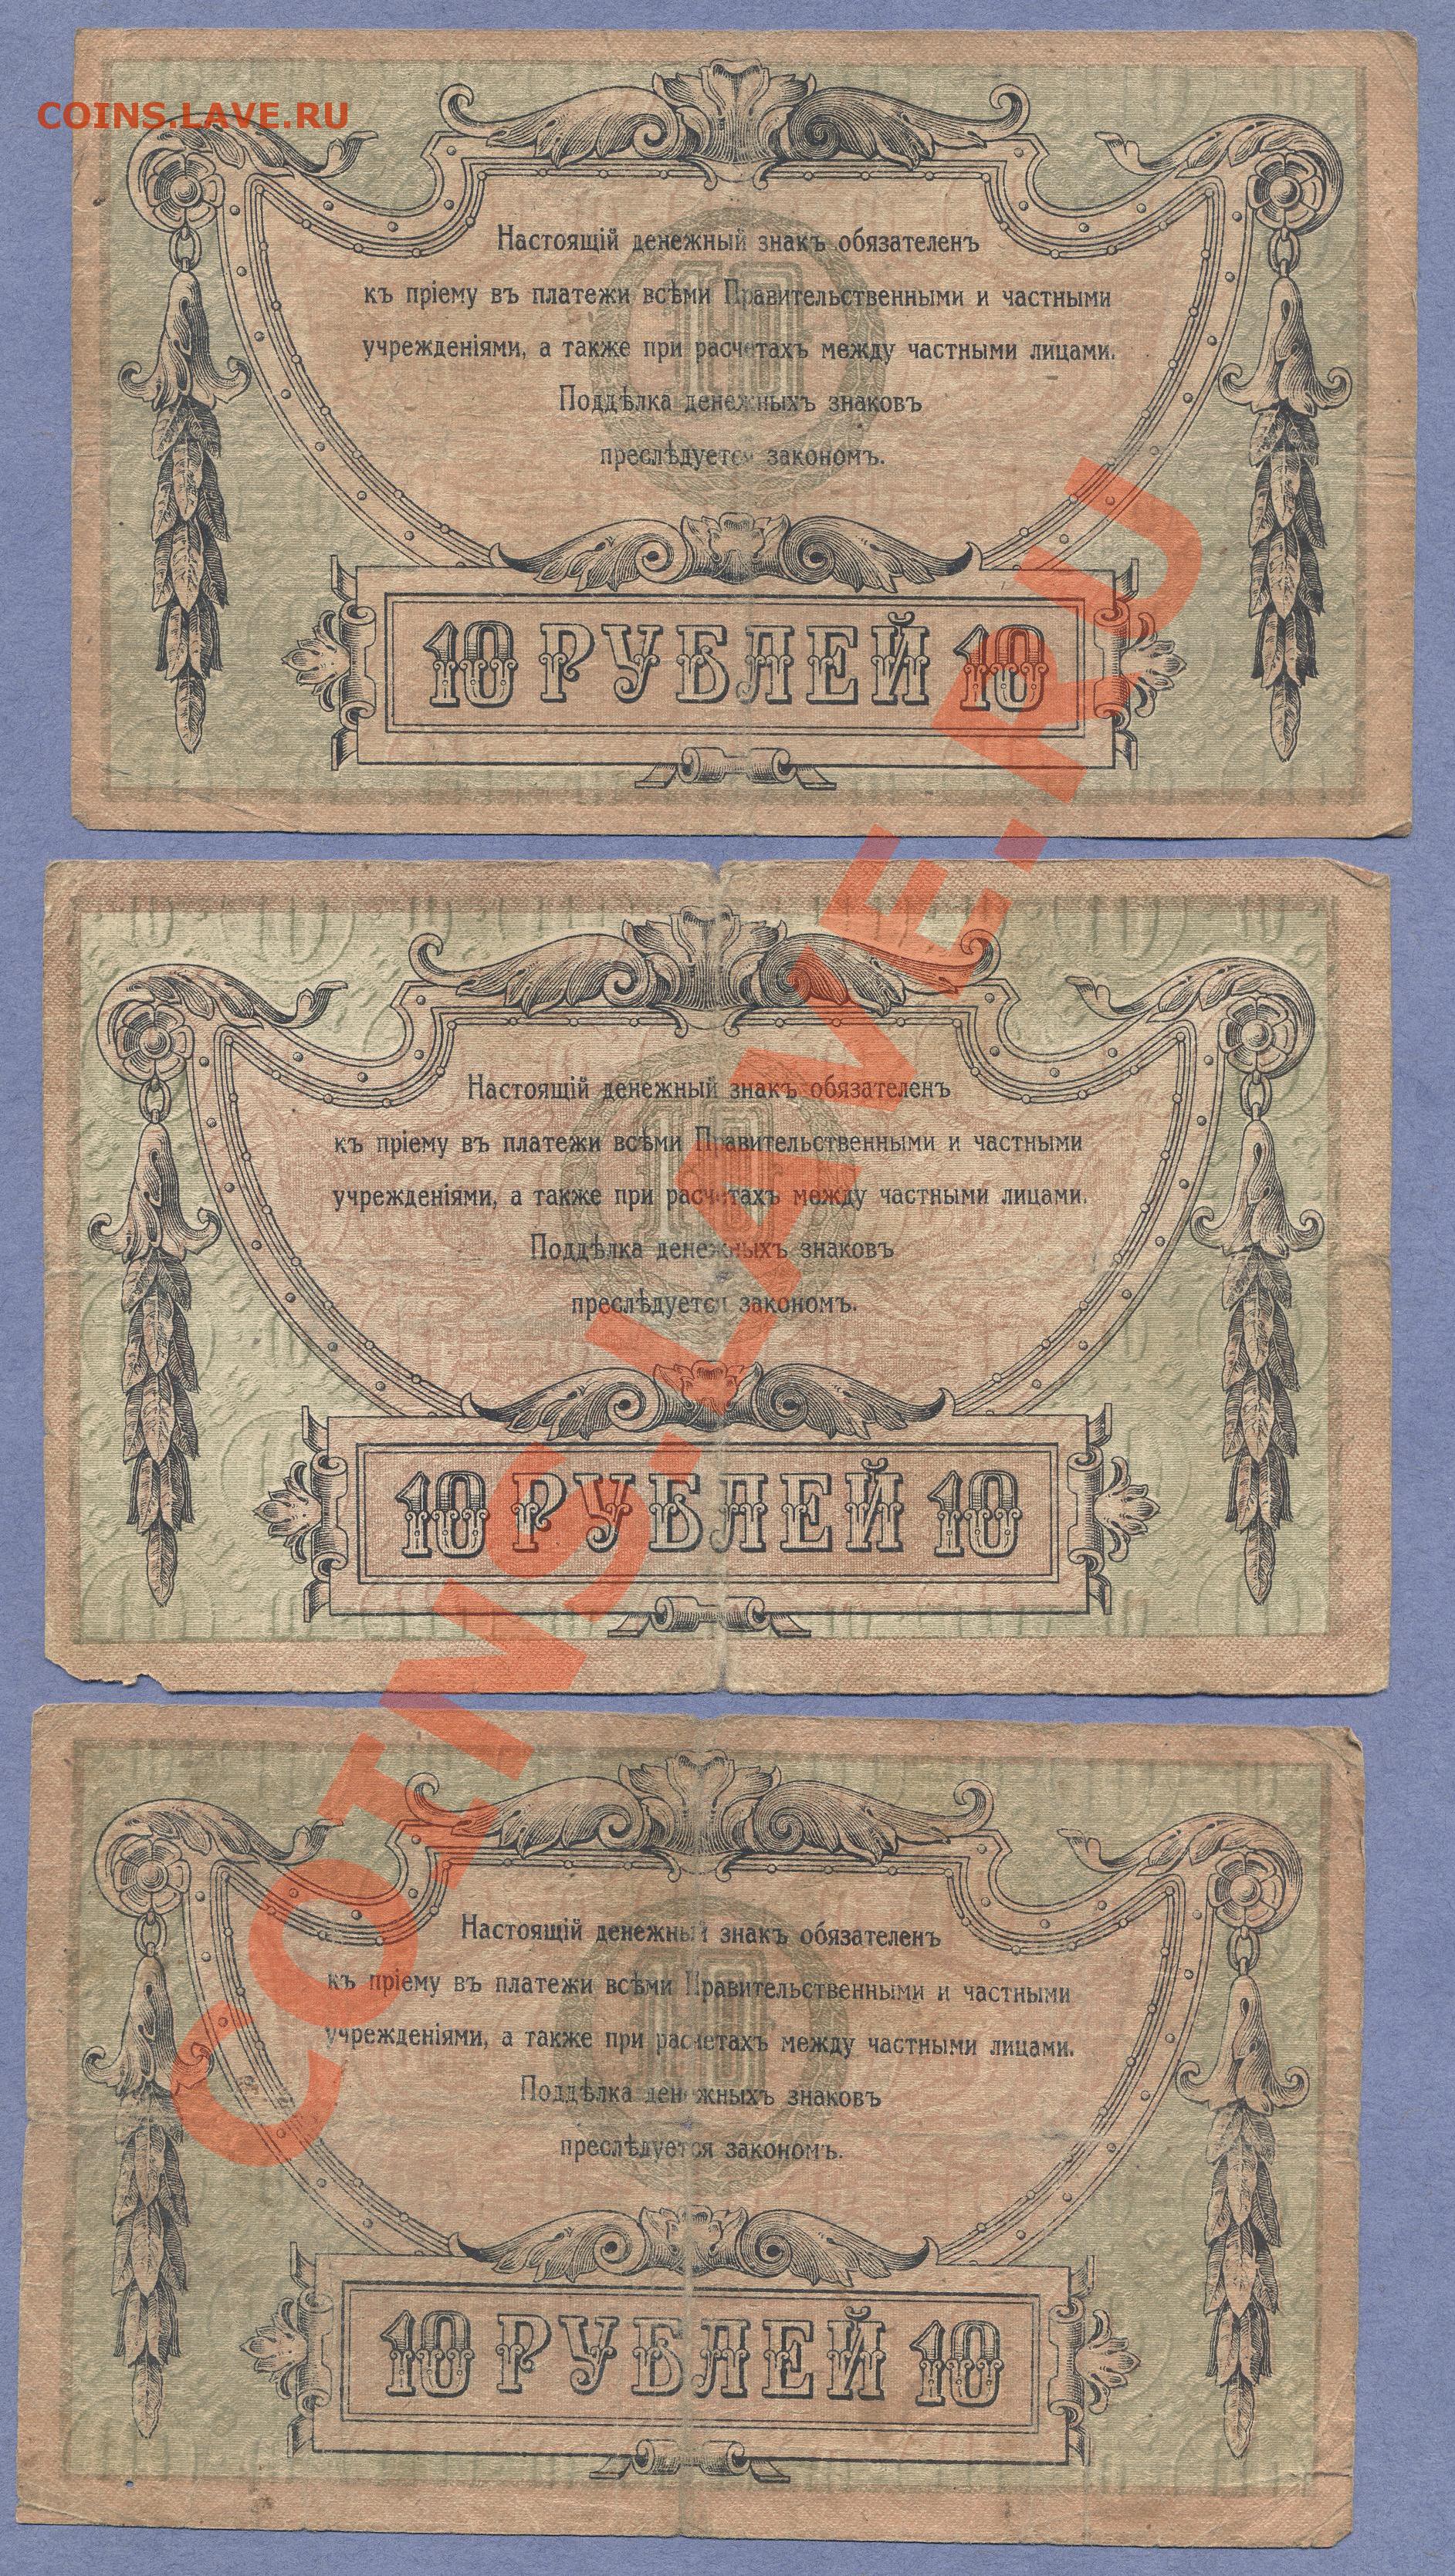 COINS.LAVE.RU
Настоящій денежный знакъ обязателенъ
къ пріему въ платежи всѣми Правительственными и частными
учрежденіями, а также при расчетахъ между частными лицами.
Поддѣлка денежныхъ знаковъ
преслѣдуется закономъ.
10 РУБЛЕЙ 10
Настоящій денежный знакъ обязателенъ
къ пріему въ платежи всѣми Правительственными и частными
учрежденіями, а также при расчетахъ между частными лицами.
Поддѣлка денежныхъ знаковъ
преслѣдуется закономъ.
10 РУБЛЕЙ 10
Настоящій денежный знакъ обязателенъ
къ пріему въ платежи всѣми Правительственными и частными
учрежденіями, а также при расчетахъ между частными лицами.
Поддѣлка денежныхъ знаковъ
преслѣдуется закономъ.
10 РУБЛЕЙ 10
COINS.LAVE.RU